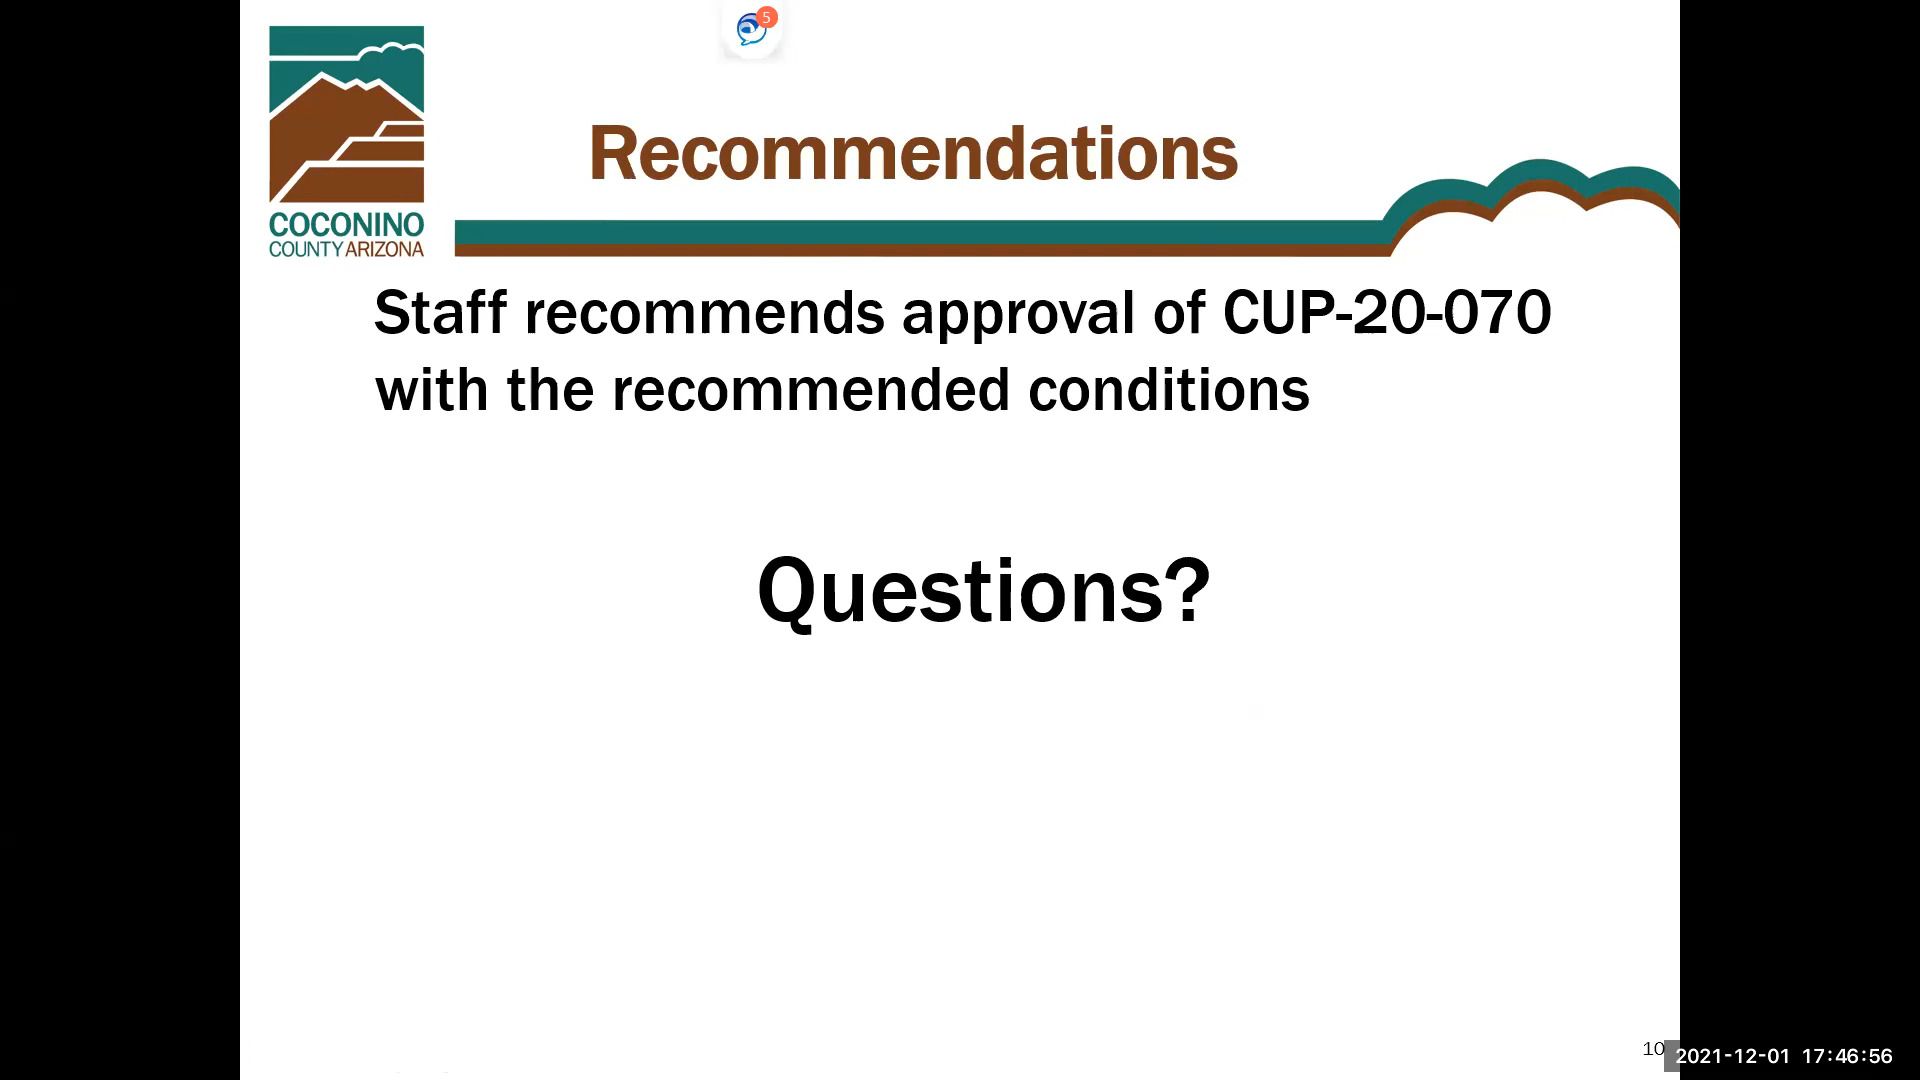 5
Recommendations
COCONINO
COUNTY ARIZONA
Staff recommends approval of CUP-20-070
with the recommended conditions
Questions?
10
2021-12-01 17:46:56